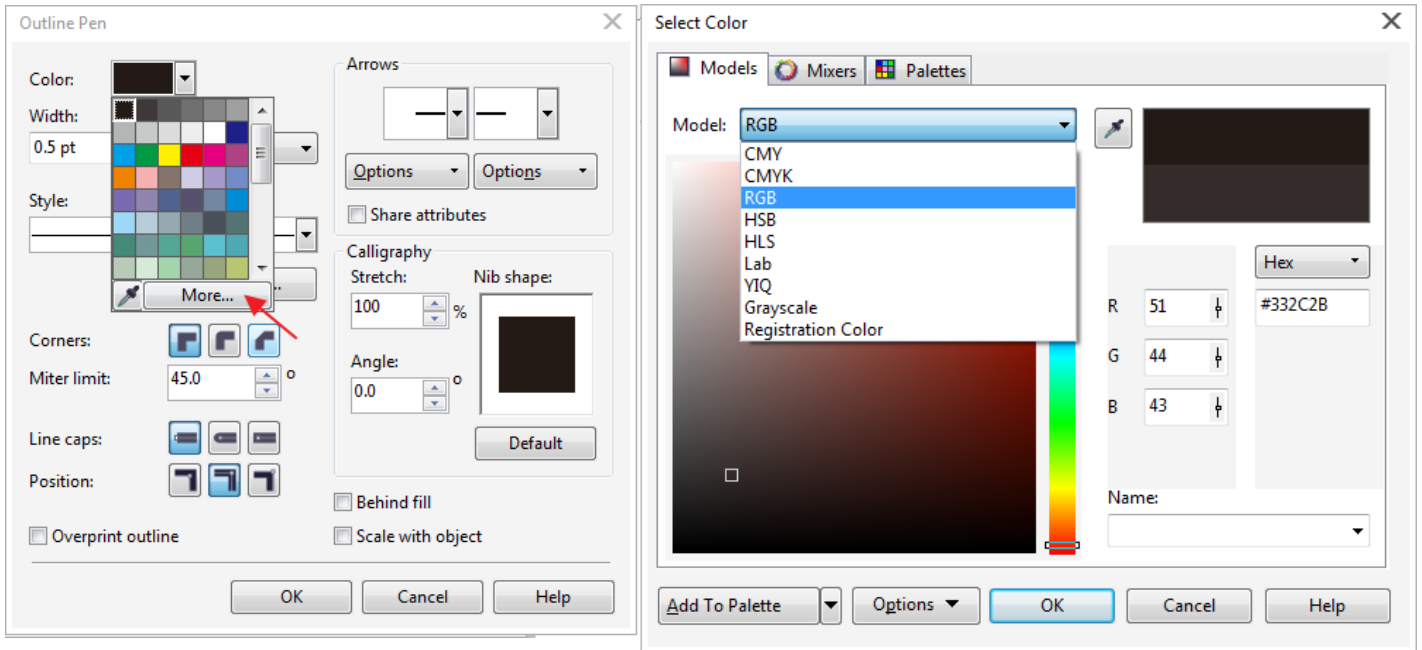 Outline Pen
Color:
Width:
0.5 pt
Style:
More...
Corners:
Miter limit:
45.0
°
Line caps:
Position:
Overprint outline
Arrows
Options
Options
Share attributes
Calligraphy
Stretch:
Nib shape:
100
%
Angle:
0.0
°
Default
Behind fill
Scale with object
OK
Cancel
Help
Select Color
Models
Mixers
Palettes
Model:
RGB
CMY
CMYK
RGB
HSB
HLS
Lab
YIQ
Grayscale
Registration Color
Hex
R 51
#332C2B
G 44
B 43
Name:
Add To Palette
Options
OK
Cancel
Help